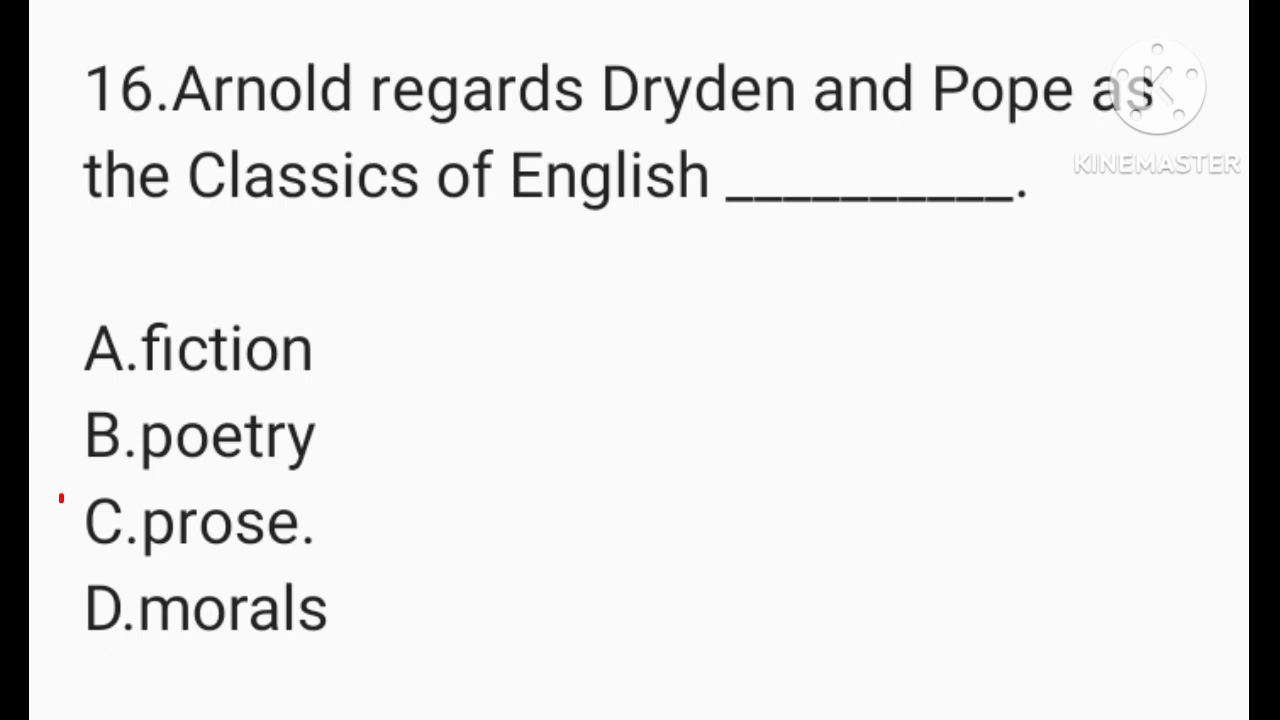 16.Arnold regards Dryden and Pope as
the Classics of English __________.
KINEMASTER
A.fiction
B.poetry
C.prose.
D.morals